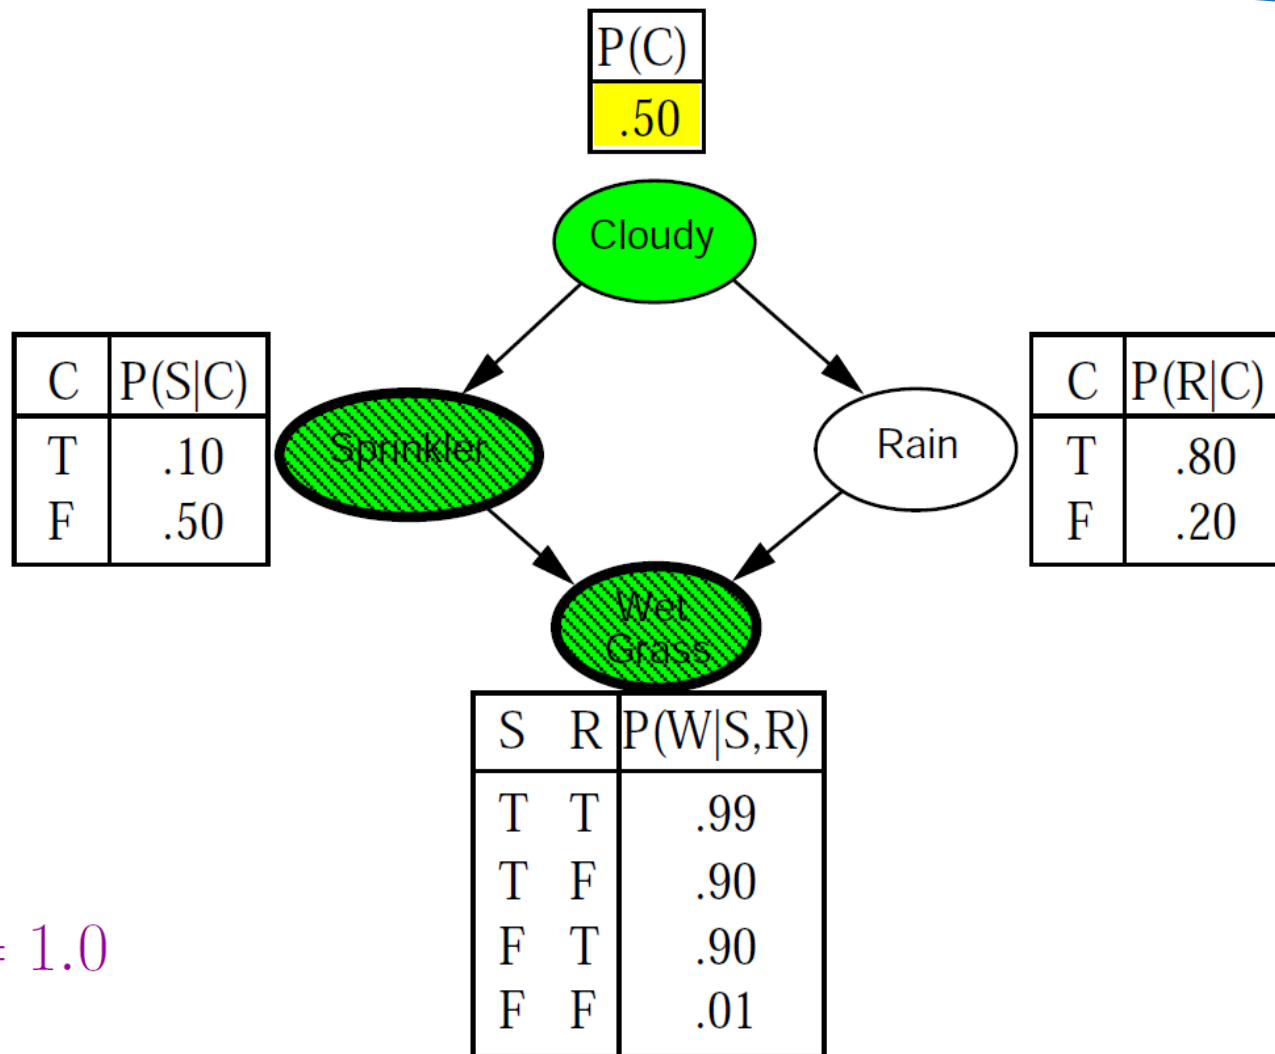 P(C)
.50
Cloudy
C P(S|C)
T .10
F .50
Sprinkler
Rain
C P(R|C)
T .80
F .20
Wet
Grass
S R P(W|S,R)
T T .99
T F .90
F T .90
F F .01
= 1.0